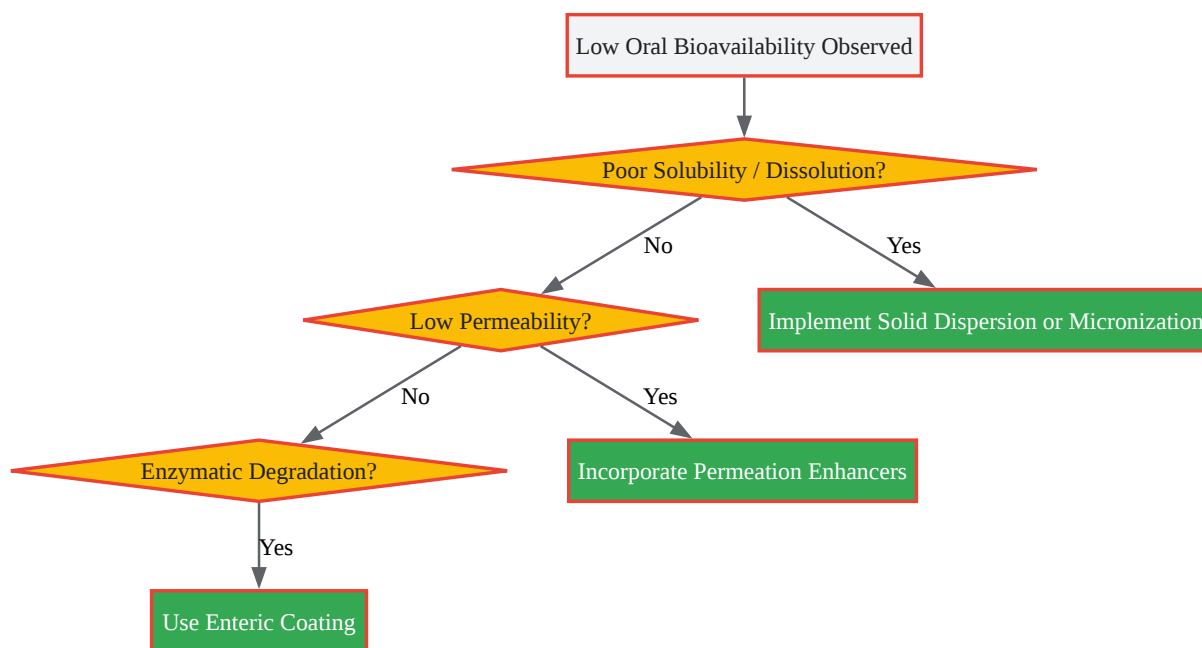 Low Oral Bioavailability Observed
Poor Solubility / Dissolution?
No
Yes
Low Permeability?
Implement Solid Dispersion or Micronization
No
Yes
Enzymatic Degradation?
Incorporate Permeation Enhancers
Yes
Use Enteric Coating